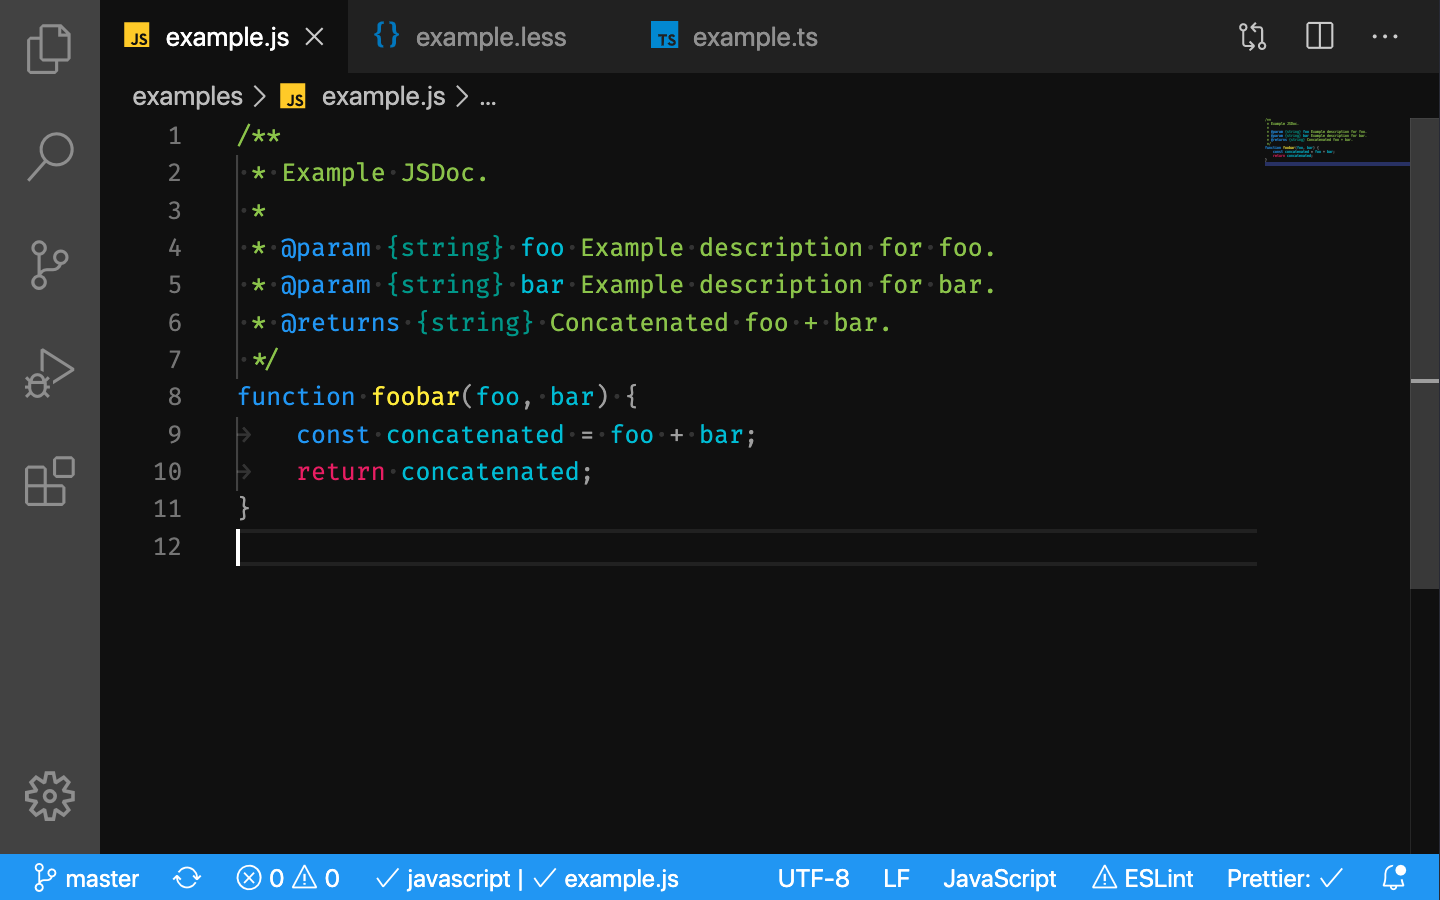 JS example.js
{} example.less
TS example.ts
examples > JS example.js > ...
1 /**
2 * Example JSDoc.
3 *
4 * @param {string} foo Example description for foo.
5 * @param {string} bar Example description for bar.
6 * @returns {string} Concatenated foo + bar.
7 */
8 function foobar(foo, bar) {
9 const concatenated = foo + bar;
10 return concatenated;
11 }
12
master 0 0 javascript | example.js UTF-8 LF JavaScript ESLint Prettier: